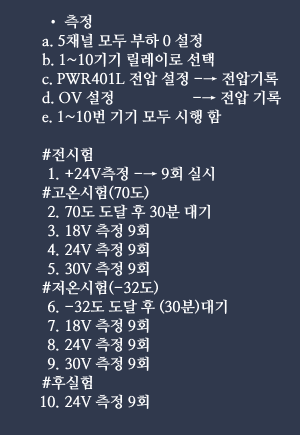 • 측정
a. 5채널 모두 부하 0 설정
b. 1~10기기 릴레이로 선택
c. PWR401L 전압 설정 --> 전압기록
d. OV 설정 --> 전압 기록
e. 1~10번 기기 모두 시행 함
#전시험
1. +24V측정 --> 9회 실시
#고온시험(70도)
2. 70도 도달 후 30분 대기
3. 18V 측정 9회
4. 24V 측정 9회
5. 30V 측정 9회
#저온시험(-32도)
6. -32도 도달 후 (30분)대기
7. 18V 측정 9회
8. 24V 측정 9회
9. 30V 측정 9회
#후실험
10. 24V 측정 9회